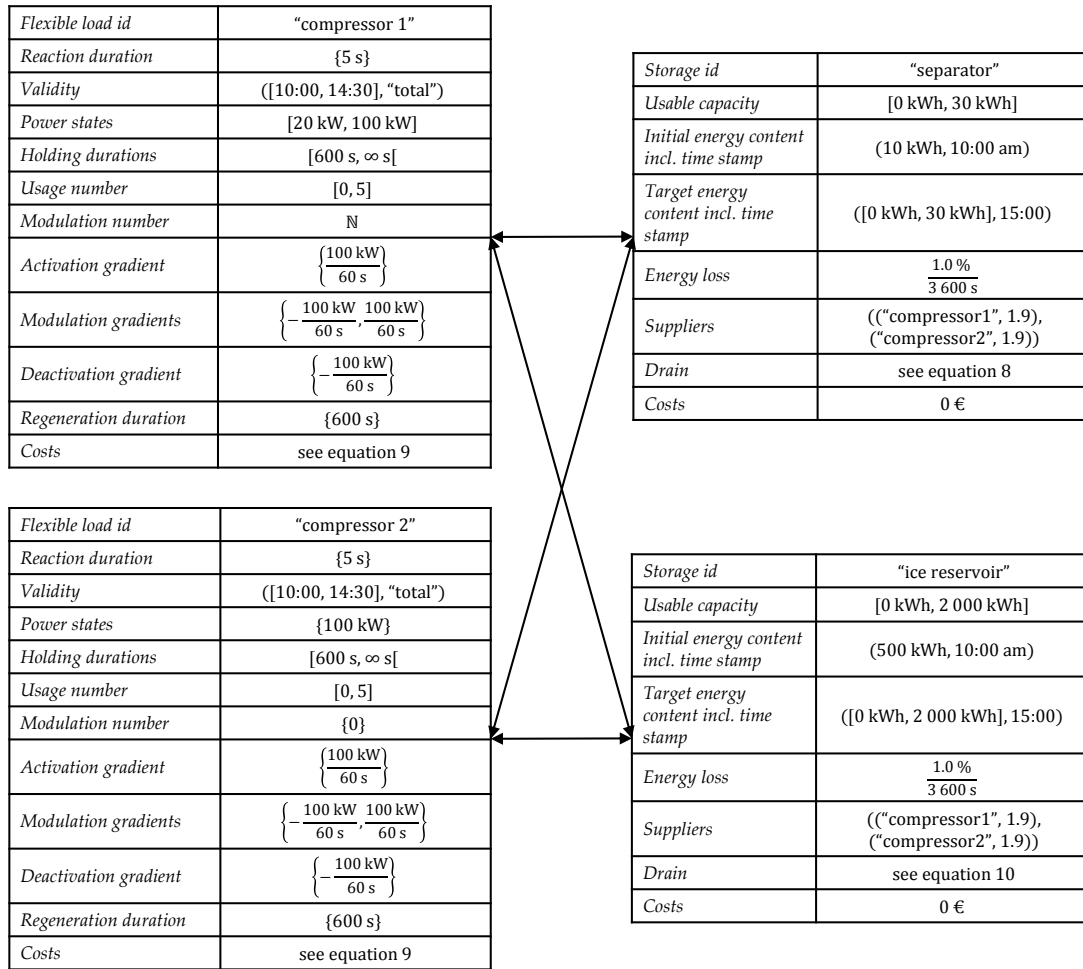 Flexible load id “compressor 1”
Reaction duration {5 s}
Validity ([10:00, 14:30], “total”)
Power states [20 kW, 100 kW]
Holding durations [600 s, ∞ s[
Usage number [0, 5]
Modulation number ℕ
Activation gradient {100 kW / 60 s}
Modulation gradients {−100 kW / 60 s, 100 kW / 60 s}
Deactivation gradient {−100 kW / 60 s}
Regeneration duration {600 s}
Costs see equation 9
Flexible load id “compressor 2”
Reaction duration {5 s}
Validity ([10:00, 14:30], “total”)
Power states {100 kW}
Holding durations [600 s, ∞ s[
Usage number [0, 5]
Modulation number {0}
Activation gradient {100 kW / 60 s}
Modulation gradients {−100 kW / 60 s, 100 kW / 60 s}
Deactivation gradient {−100 kW / 60 s}
Regeneration duration {600 s}
Costs see equation 9
Storage id “separator”
Usable capacity [0 kWh, 30 kWh]
Initial energy content
incl. time stamp (10 kWh, 10:00 am)
Target energy
content incl. time
stamp ([0 kWh, 30 kWh], 15:00)
Energy loss 1.0 % / 3 600 s
Suppliers ((“compressor1”, 1.9),
(“compressor2”, 1.9))
Drain see equation 8
Costs 0 €
Storage id “ice reservoir”
Usable capacity [0 kWh, 2 000 kWh]
Initial energy content
incl. time stamp (500 kWh, 10:00 am)
Target energy
content incl. time
stamp ([0 kWh, 2 000 kWh], 15:00)
Energy loss 1.0 % / 3 600 s
Suppliers ((“compressor1”, 1.9),
(“compressor2”, 1.9))
Drain see equation 10
Costs 0 €